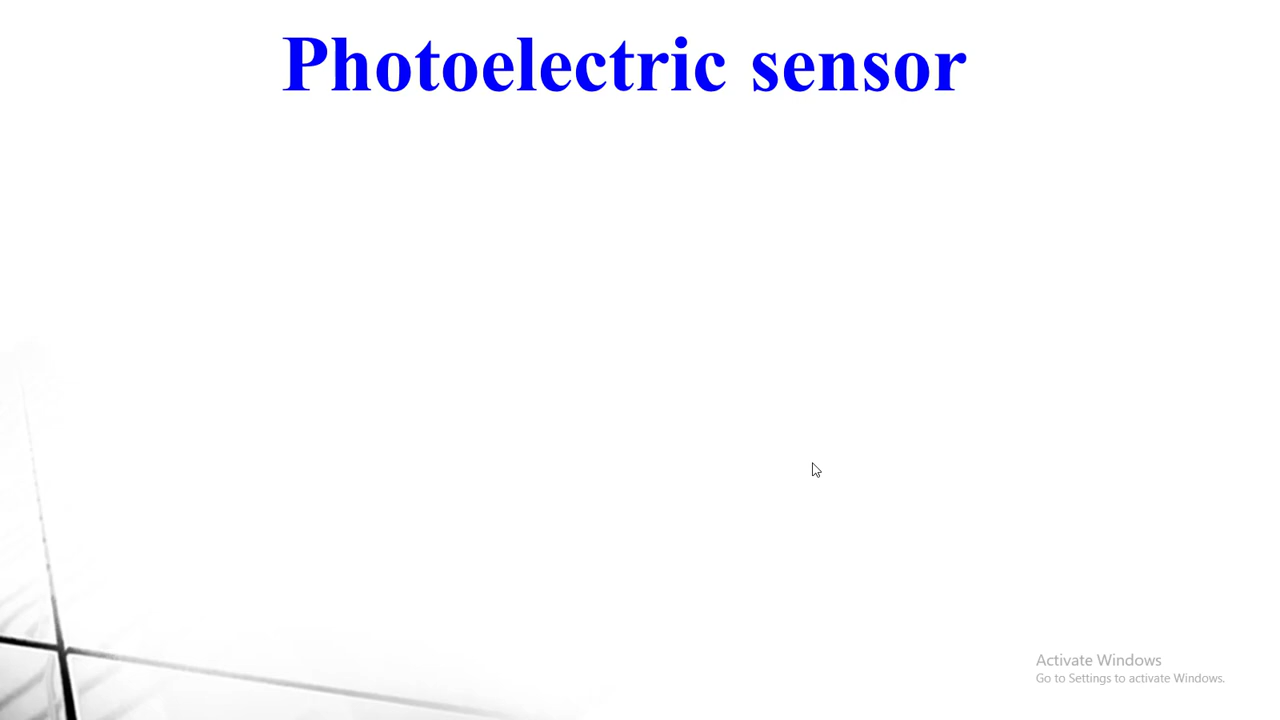 Photoelectric sensor
Activate Windows
Go to Settings to activate Windows.